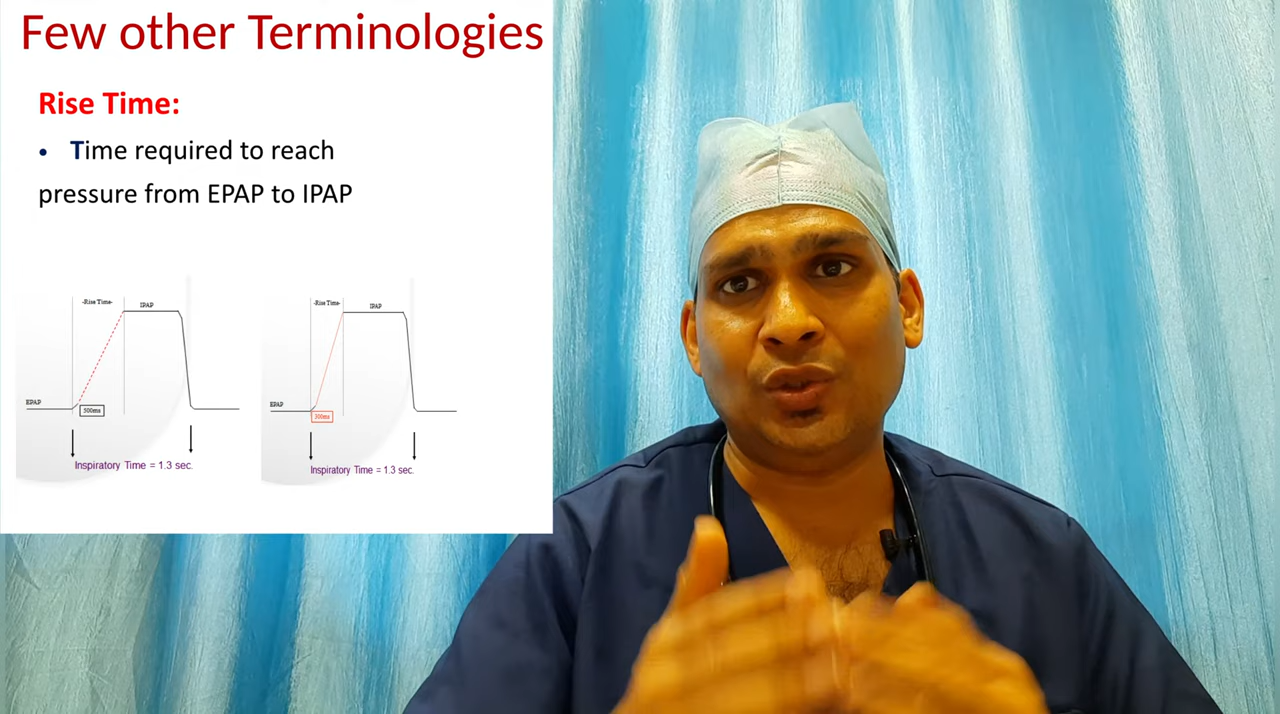 Few other Terminologies
Rise Time:
• Time required to reach
pressure from EPAP to IPAP
-Rise Time-
IPAP
EPAP
500ms
Inspiratory Time = 1.3 sec.
-Rise Time-
IPAP
EPAP
300ms
Inspiratory Time = 1.3 sec.